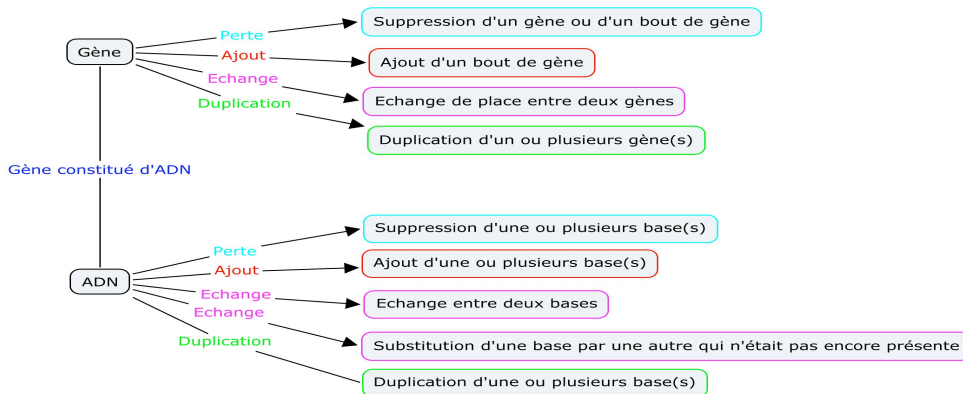 Suppression d'un gène ou d'un bout de gène
Perte
Gène
Ajout
Ajout d'un bout de gène
Echange
Echange de place entre deux gènes
Duplication
Duplication d'un ou plusieurs gène(s)
Gène constitué d'ADN
Suppression d'une ou plusieurs base(s)
Perte
Ajout
Ajout d'une ou plusieurs base(s)
ADN
Echange
Echange entre deux bases
Echange
Duplication
Substitution d'une base par une autre qui n'était pas encore présente
Duplication d'une ou plusieurs base(s)